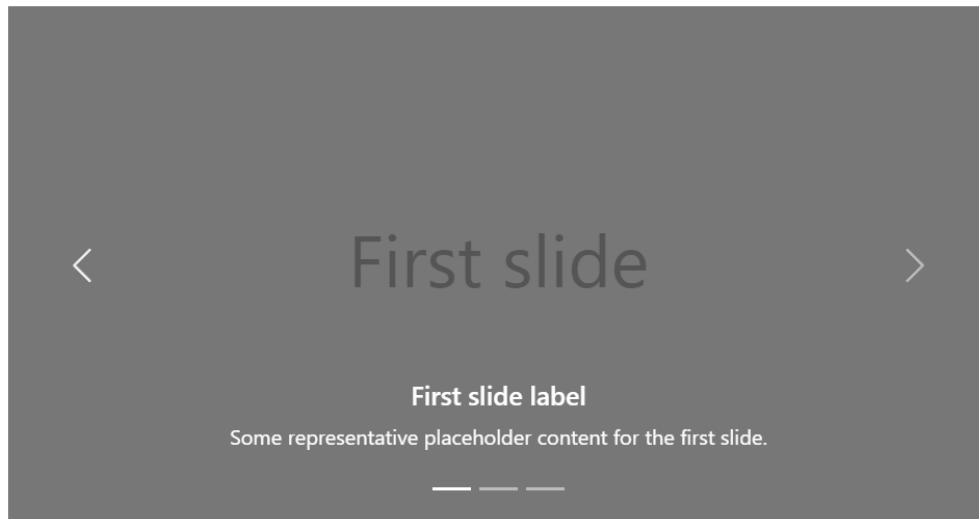 First slide
First slide label
Some representative placeholder content for the first slide.